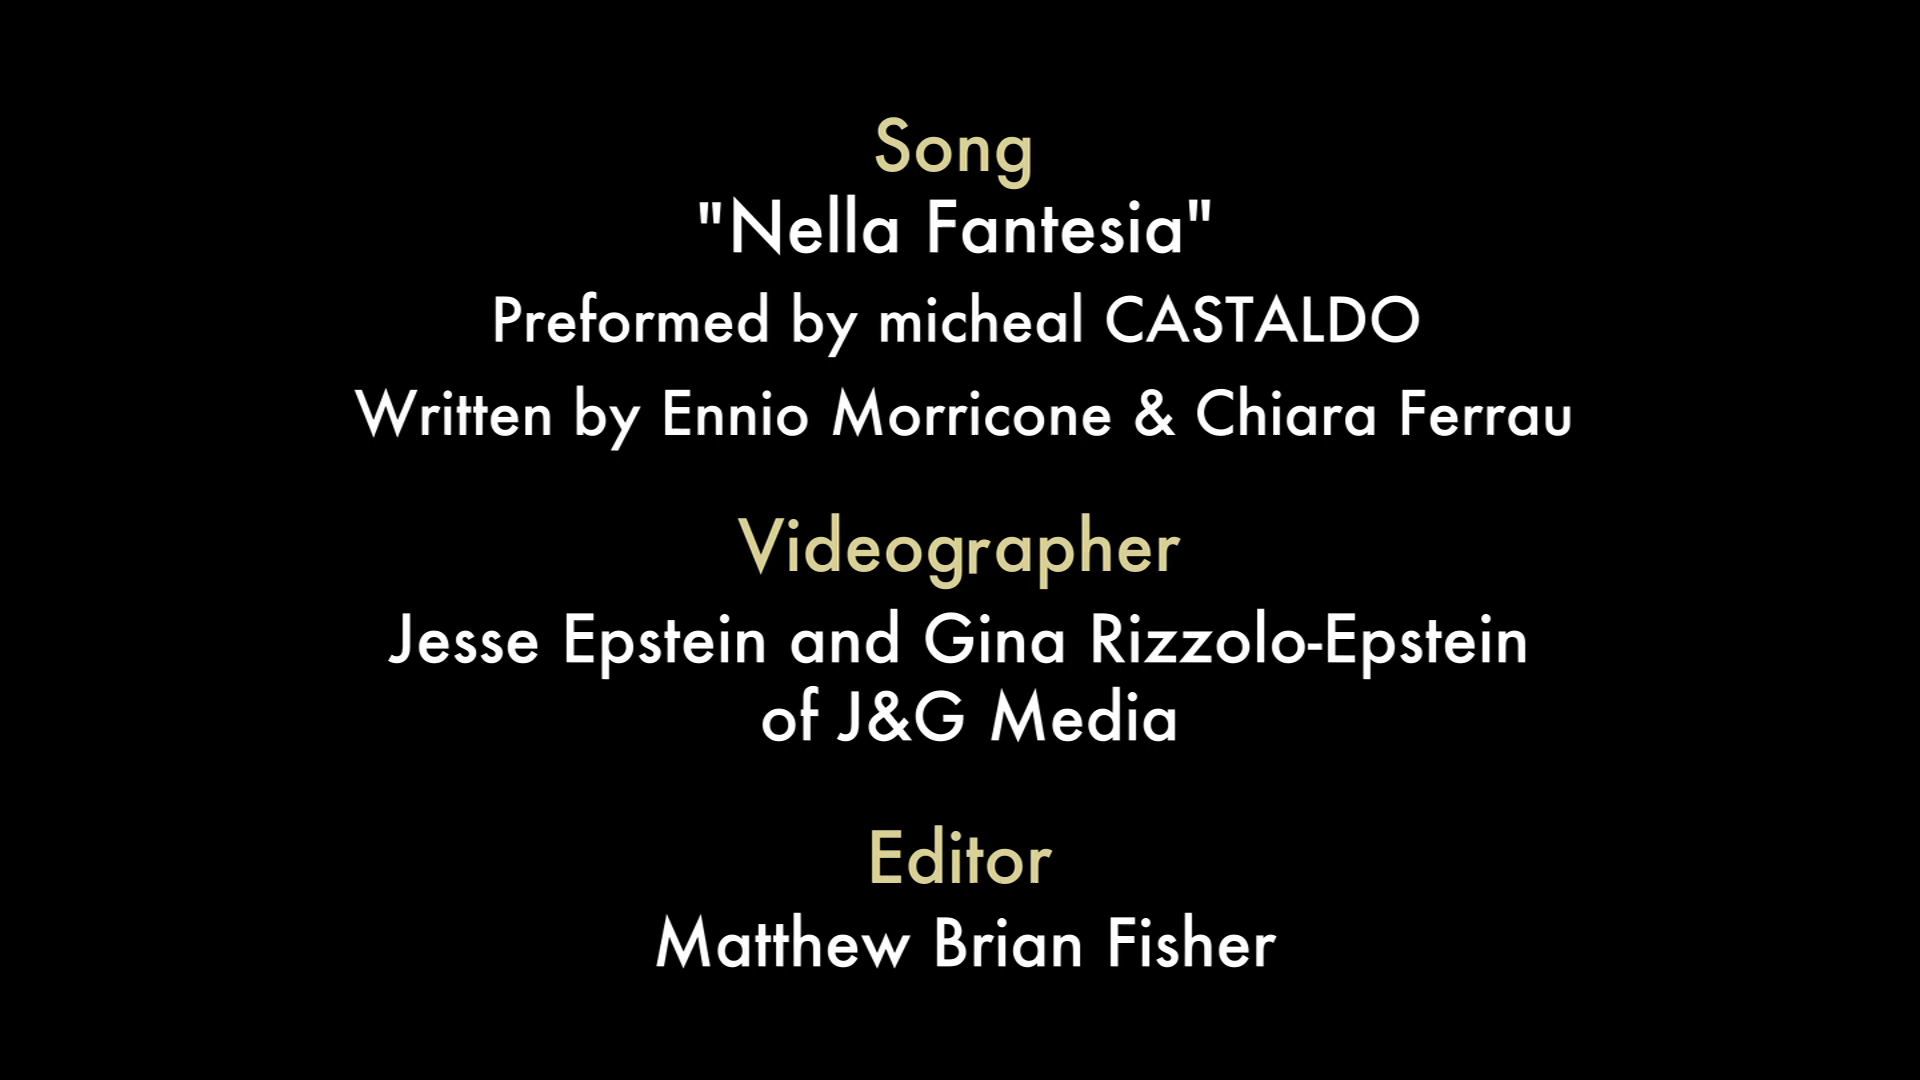 Song
"Nella Fantesia"
Preformed by micheal CASTALDO
Written by Ennio Morricone & Chiara Ferrau
Videographer
Jesse Epstein and Gina Rizzolo-Epstein
of J&G Media
Editor
Matthew Brian Fisher